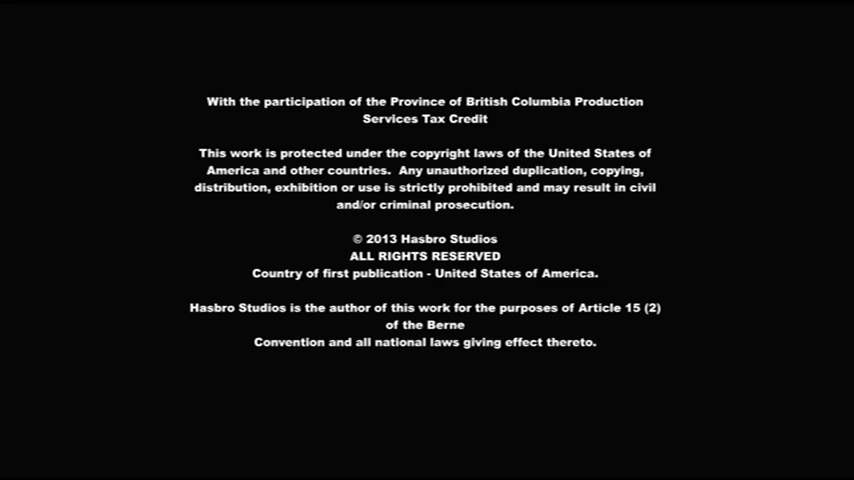 With the participation of the Province of British Columbia Production
Services Tax Credit
This work is protected under the copyright laws of the United States of
America and other countries.  Any unauthorized duplication, copying,
distribution, exhibition or use is strictly prohibited and may result in civil
and/or criminal prosecution.
© 2013 Hasbro Studios
ALL RIGHTS RESERVED
Country of first publication - United States of America.
Hasbro Studios is the author of this work for the purposes of Article 15 (2)
of the Berne
Convention and all national laws giving effect thereto.